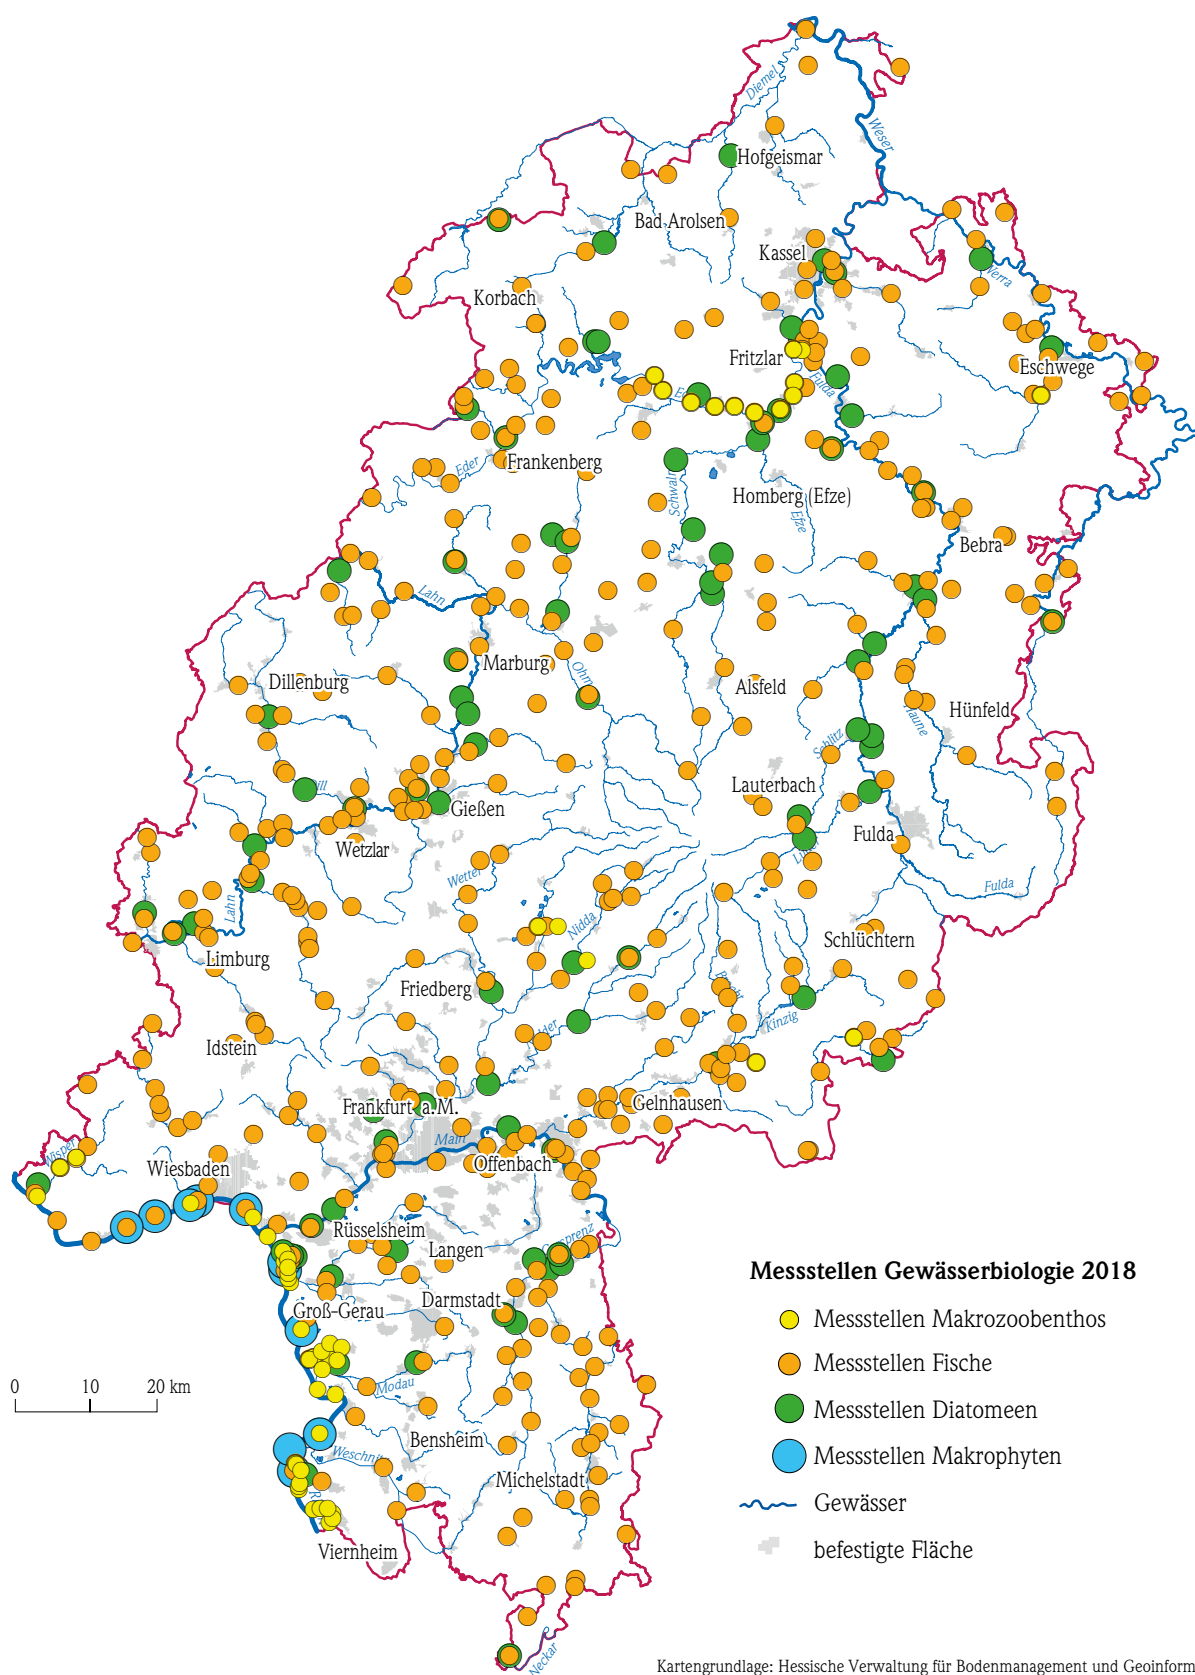 Diemel
Weser
Hofgeismar
Bad Arolsen
Kassel
Werra
Korbach
Fritzlar
Fulda
Eschwege
Eder
Frankenberg
Schwalm
Homberg (Efze)
Efze
Bebra
Lahn
Marburg
Ohm
Dillenburg
Alsfeld
Hünfeld
Haune
Schlitz
Lauterbach
Dill
Gießen
Wetzlar
Fulda
Wetter
Fulda
Lahn
Nidda
Limburg
Schlüchtern
Friedberg
Kinzig
Idstein
Frankfurt a.M.
Gelnhausen
Main
Wisper
Offenbach
Wiesbaden
Rüsselsheim
Langen
Gersprenz
Groß-Gerau
Darmstadt
Modau
Bensheim
Weschnitz
Michelstadt
Viernheim
Neckar
0 10 20 km
Messstellen Gewässerbiologie 2018
Messstellen Makrozoobenthos
Messstellen Fische
Messstellen Diatomeen
Messstellen Makrophyten
Gewässer
befestigte Fläche
Kartengrundlage: Hessische Verwaltung für Bodenmanagement und Geoinform